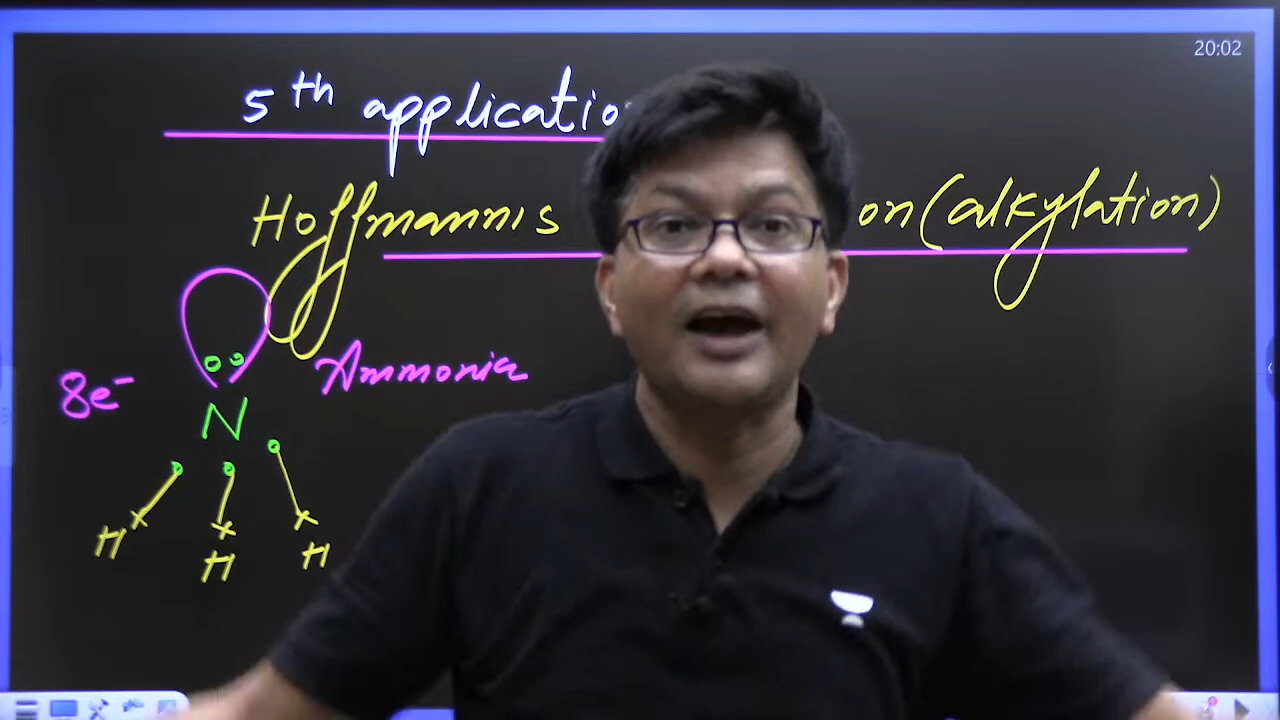 20:02
5th applicatio
Hoffmannis on (alkylation)
Ammonia
8e-
N
H
H
H